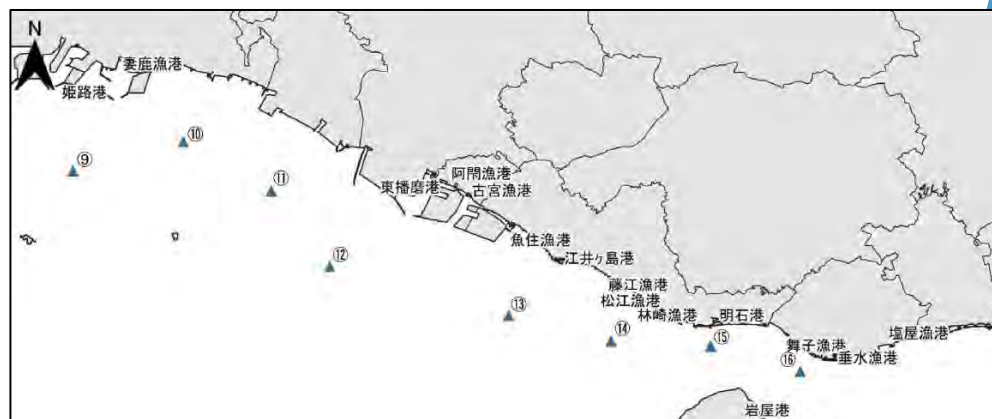 N
妻鹿漁港
姫路港
⑩
⑨
阿閇漁港
⑪
東播磨港
古宮漁港
魚住漁港
江井ヶ島港
⑫
藤江漁港
松江漁港
⑬
林崎漁港
明石港
塩屋漁港
⑭
⑮
舞子漁港
垂水漁港
⑯
岩屋港